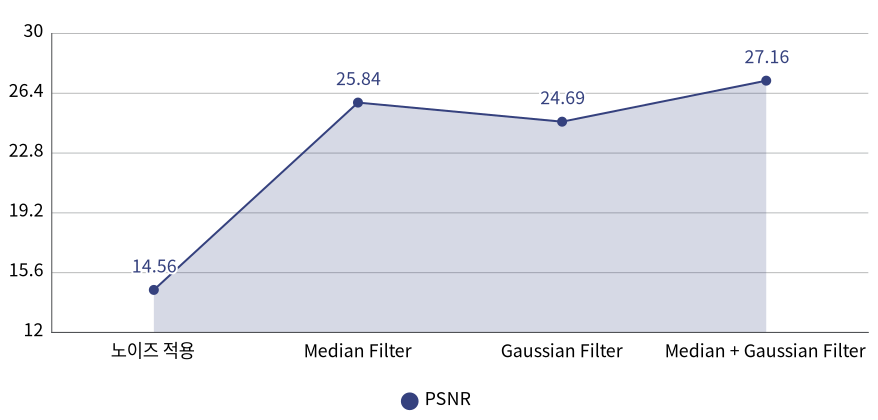 30
26.4
22.8
19.2
15.6
12
14.56
25.84
24.69
27.16
노이즈 적용
Median Filter
Gaussian Filter
Median + Gaussian Filter
PSNR